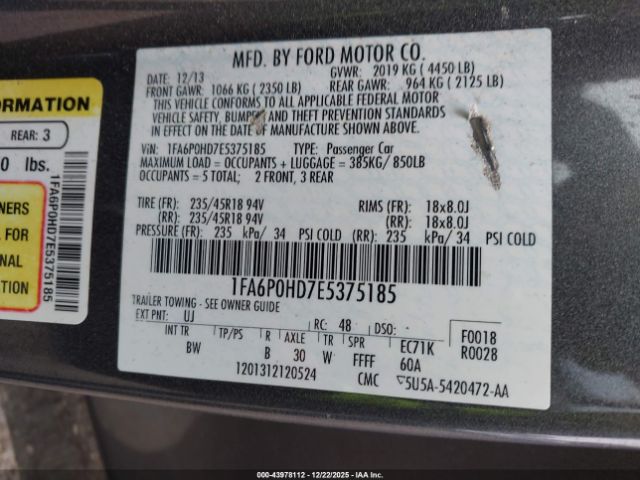 MFD. BY FORD MOTOR CO.
DATE: 12/13 GVWR: 2019 KG ( 4450 LB)
FRONT GAWR: 1066 KG ( 2350 LB) REAR GAWR: 964 KG ( 2125 LB)
THIS VEHICLE CONFORMS TO ALL APPLICABLE FEDERAL MOTOR
VEHICLE SAFETY, BUMPER AND THEFT PREVENTION STANDARDS
IN EFFECT ON THE DATE OF MANUFACTURE SHOWN ABOVE.
VIN: 1FA6P0HD7E5375185 TYPE: Passenger Car
MAXIMUM LOAD = OCCUPANTS + LUGGAGE = 385KG/ 850LB
OCCUPANTS = 5 TOTAL; 2 FRONT, 3 REAR
TIRE (FR): 235/45R18 94V RIMS (FR): 18x8.0J
(RR): 235/45R18 94V (RR): 18x8.0J
PRESSURE (FR): 235 kPa/ 34 PSI COLD (RR): 235 kPa/ 34 PSI COLD
1FA6P0HD7E5375185
TRAILER TOWING - SEE OWNER GUIDE
EXT PNT: UJ RC: 48 DSO: -
INT TR TP/PS R AXLE TR SPR EC71K F0018
BW B 30 W FFFF 60A R0028
1201312120524 CMC 5U5A-5420472-AA
ORMATION
REAR: 3
0 lbs.
NERS
L FOR
NAL
ION
1FA6P0HD7E5375185
000-43978112 - 12/22/2025 - Copyright IAA, Inc. All Rights Reserved.